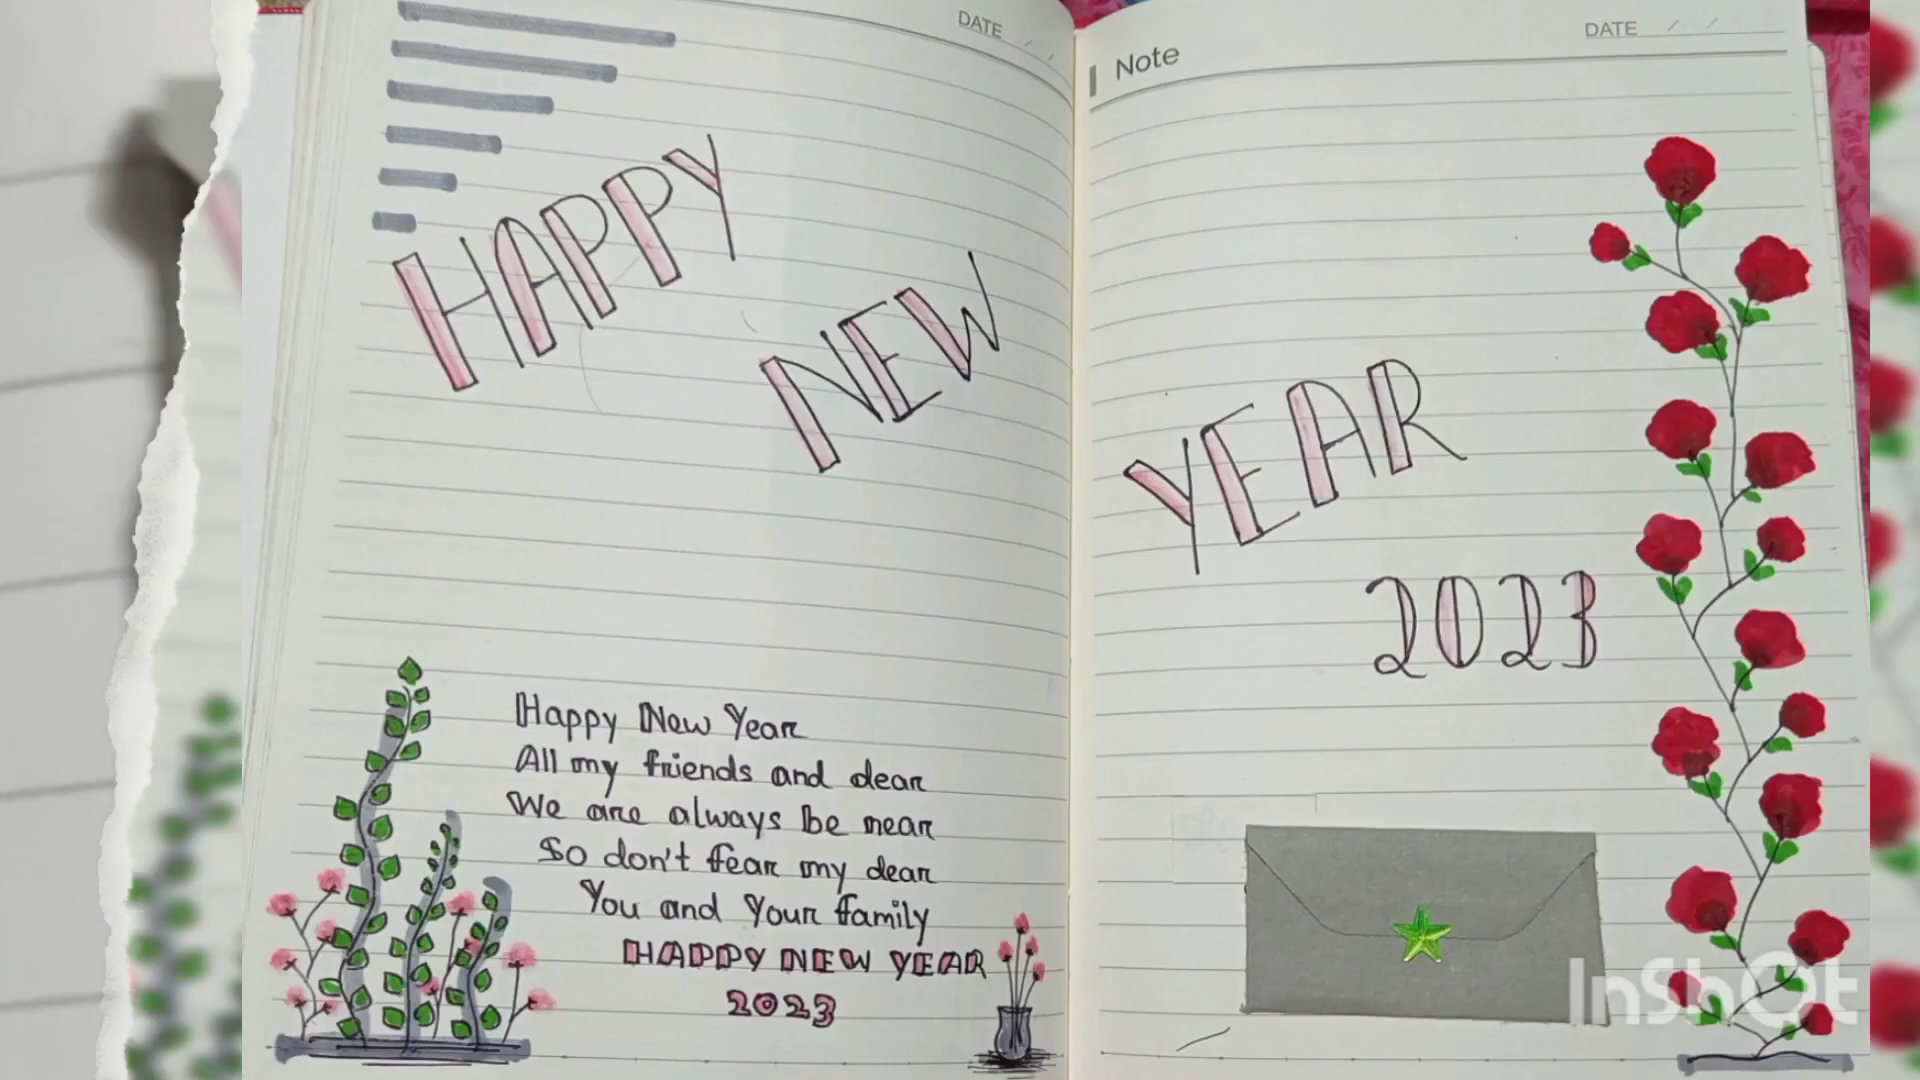 DATE / /
HAPPY
NEW
Happy New Year
All my friends and dear
We are always be near
So don't fear my dear
You and Your family
HAPPY NEW YEAR
2023
Note
DATE / /
YEAR
2023
InShOt